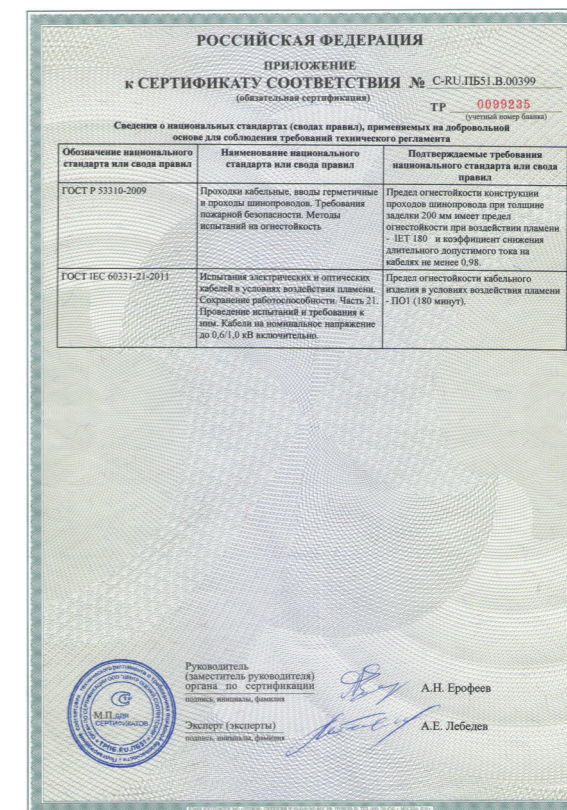 РОССИЙСКАЯ ФЕДЕРАЦИЯ
ПРИЛОЖЕНИЕ
к СЕРТИФИКАТУ СООТВЕТСТВИЯ № C-RU.ПБ51.В.00399
(обязательная сертификация)
ТР 0099235
(учетный номер бланка)
Сведения о национальных стандартах (сводах правил), применяемых на добровольной
основе для соблюдения требований технического регламента
Обозначение национального
стандарта или свода правил
Наименование национального
стандарта или свода правил
Подтверждаемые требования
национального стандарта или свода
правил
ГОСТ Р 53310-2009
Проходки кабельные, вводы герметичные
и проходы шинопроводов. Требования
пожарной безопасности. Методы
испытаний на огнестойкость
Предел огнестойкости конструкции
проходов шинопровода при толщине
заделки 200 мм имеет предел
огнестойкости при воздействии пламени
- IET 180 и коэффициент снижения
длительного допустимого тока на
кабелях не менее 0,98.
ГОСТ IEC 60331-21-2011
Испытания электрических и оптических
кабелей в условиях воздействия пламени.
Сохранение работоспособности. Часть 21.
Проведение испытаний и требования к
ним. Кабели на номинальное напряжение
до 0,6/1,0 кВ включительно.
Предел огнестойкости кабельного
изделия в условиях воздействия пламени
- ПО1 (180 минут).
Руководитель
(заместитель руководителя)
органа по сертификации
подпись, инициалы, фамилия
А.Н. Ерофеев
М.П. для
СЕРТИФИКАТОВ
Эксперт (эксперты)
подпись, инициалы, фамилия
А.Е. Лебедев